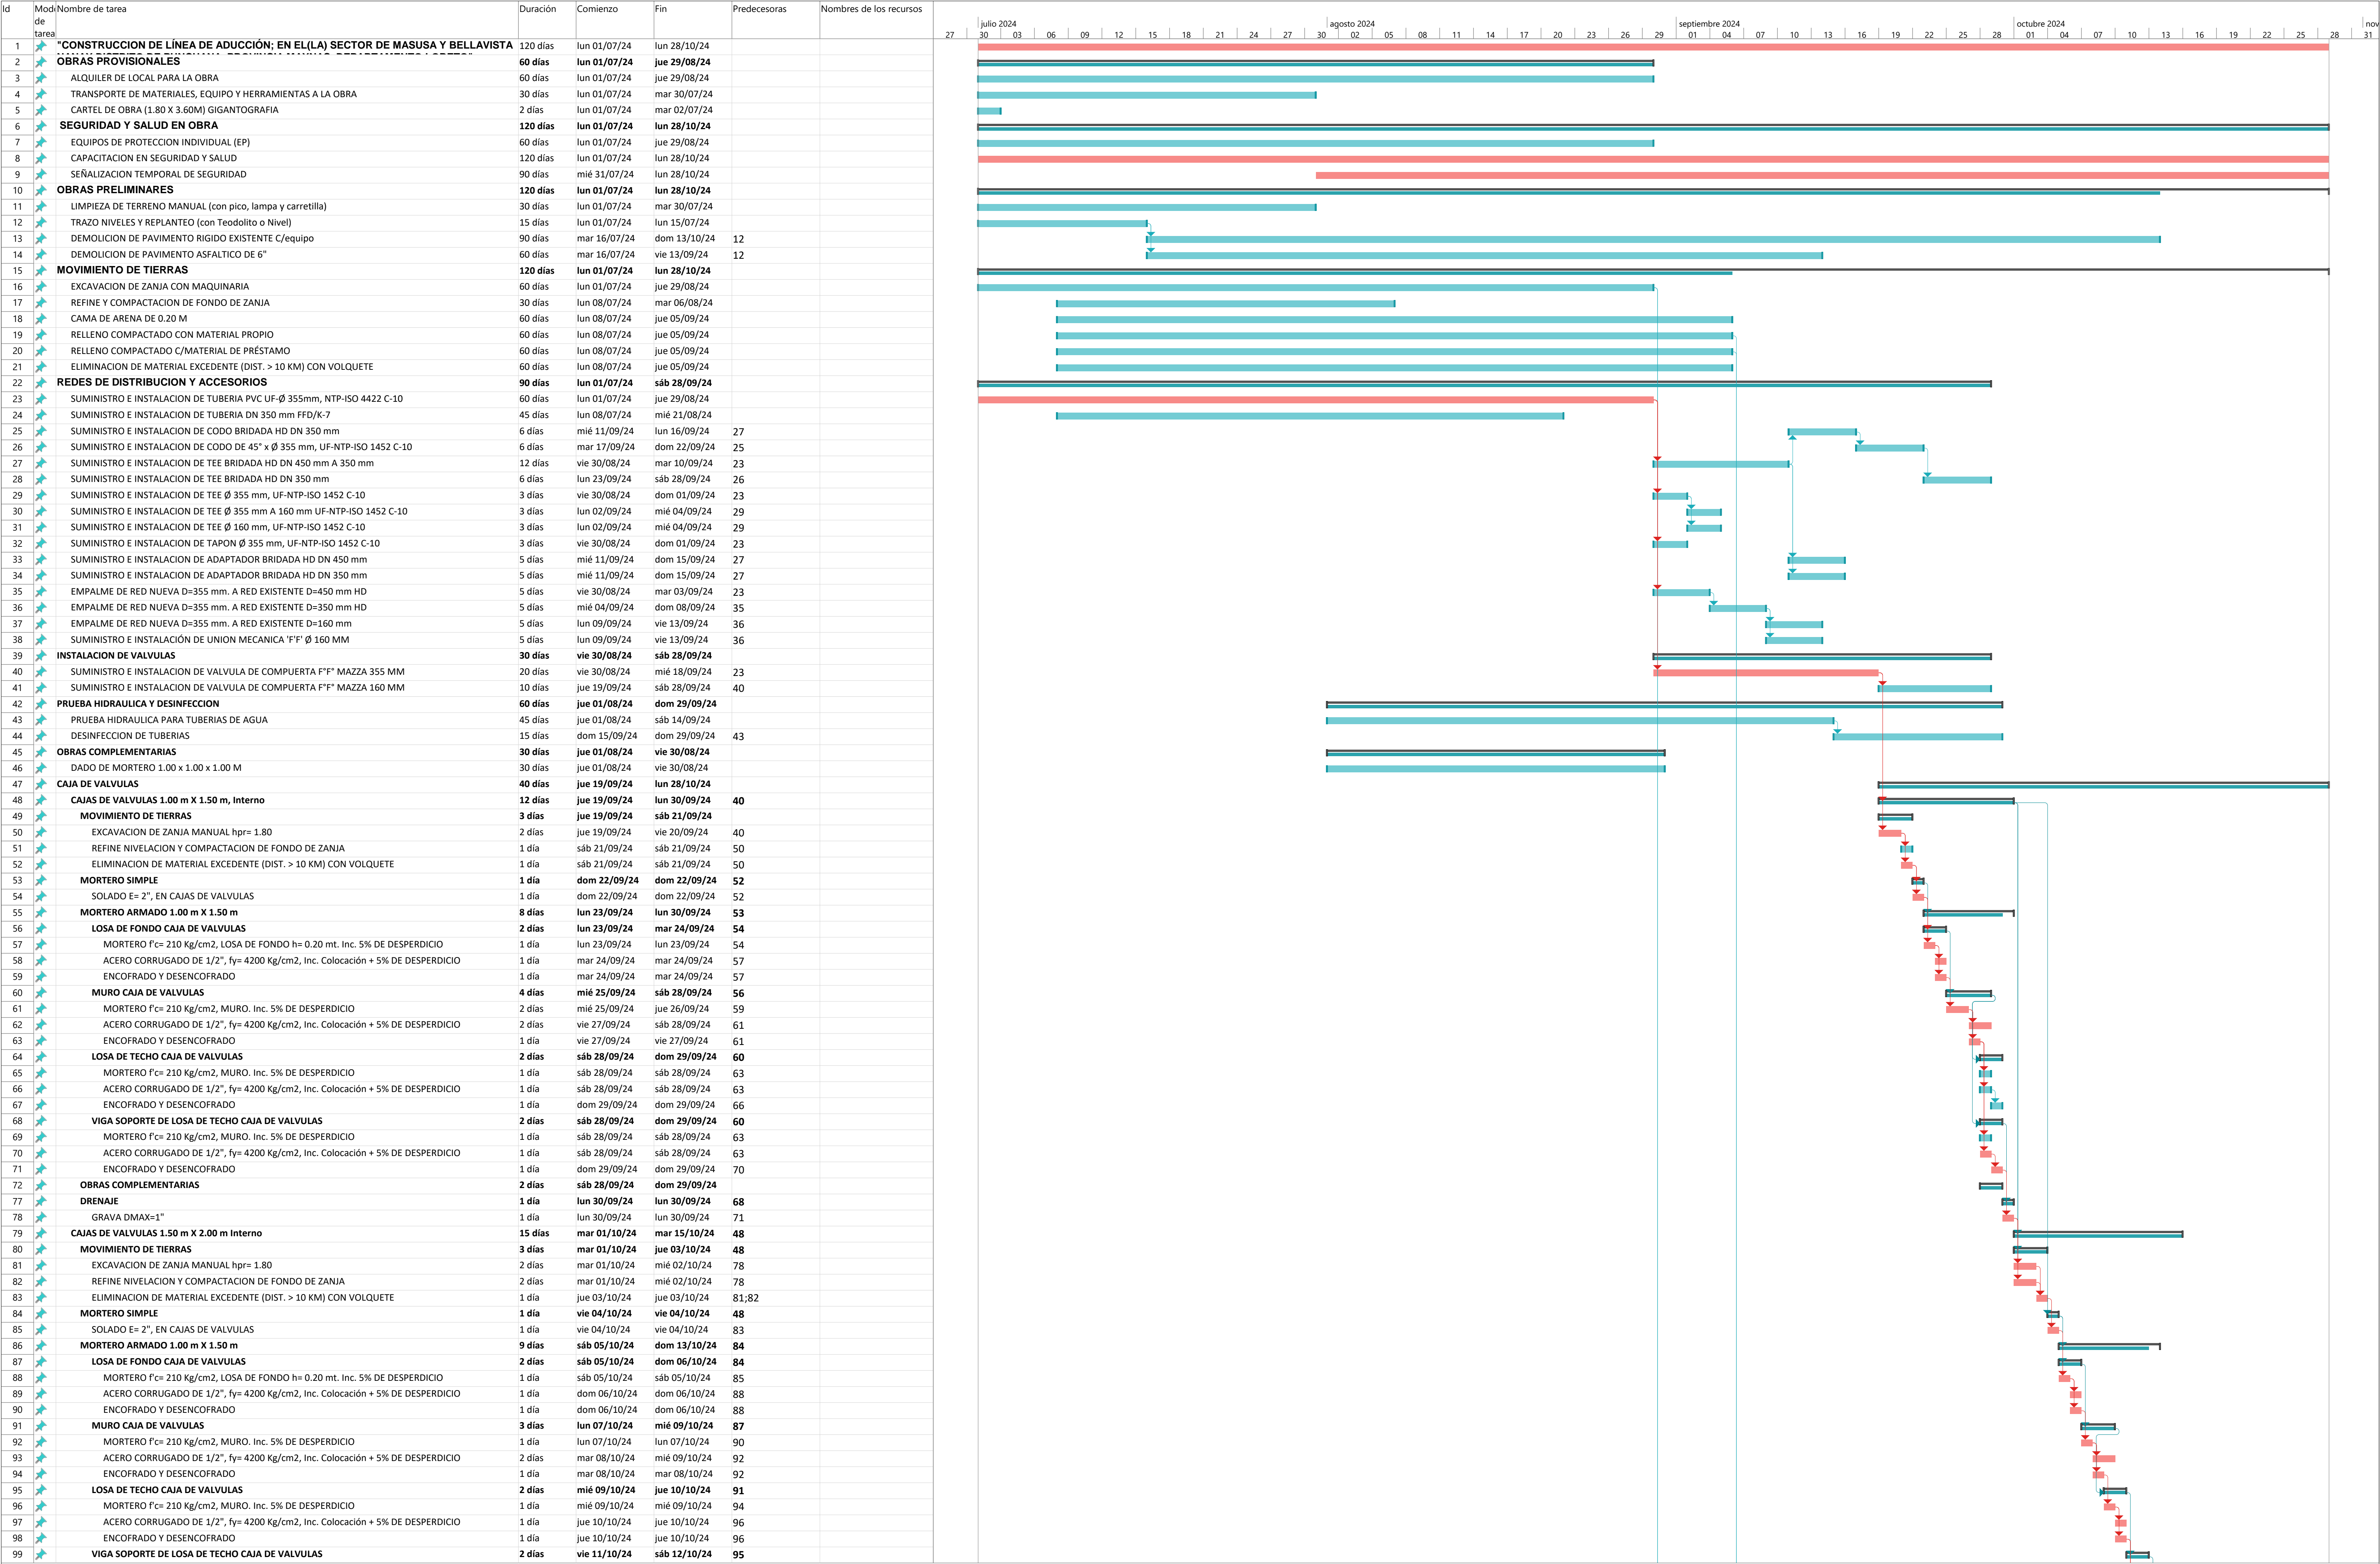 Id Modo de tarea Nombre de tarea Duración Comienzo Fin Predecesoras Nombres de los recursos
julio 2024 agosto 2024 septiembre 2024 octubre 2024 nov
27 30 03 06 09 12 15 18 21 24 27 30 02 05 08 11 14 17 20 23 26 29 01 04 07 10 13 16 19 22 25 28 01 04 07 10 13 16 19 22 25 28 31
1 "CONSTRUCCION DE LÍNEA DE ADUCCIÓN; EN EL(LA) SECTOR DE MASUSA Y BELLAVISTA 120 días lun 01/07/24 lun 28/10/24
2 OBRAS PROVISIONALES 60 días lun 01/07/24 jue 29/08/24
3 ALQUILER DE LOCAL PARA LA OBRA 60 días lun 01/07/24 jue 29/08/24
4 TRANSPORTE DE MATERIALES, EQUIPO Y HERRAMIENTAS A LA OBRA 30 días lun 01/07/24 mar 30/07/24
5 CARTEL DE OBRA (1.80 X 3.60M) GIGANTOGRAFIA 2 días lun 01/07/24 mar 02/07/24
6 SEGURIDAD Y SALUD EN OBRA 120 días lun 01/07/24 lun 28/10/24
7 EQUIPOS DE PROTECCION INDIVIDUAL (EP) 60 días lun 01/07/24 jue 29/08/24
8 CAPACITACION EN SEGURIDAD Y SALUD 120 días lun 01/07/24 lun 28/10/24
9 SEÑALIZACION TEMPORAL DE SEGURIDAD 90 días mié 31/07/24 lun 28/10/24
10 OBRAS PRELIMINARES 120 días lun 01/07/24 lun 28/10/24
11 LIMPIEZA DE TERRENO MANUAL (con pico, lampa y carretilla) 30 días lun 01/07/24 mar 30/07/24
12 TRAZO NIVELES Y REPLANTEO (con Teodolito o Nivel) 15 días lun 01/07/24 lun 15/07/24
13 DEMOLICION DE PAVIMENTO RIGIDO EXISTENTE C/equipo 90 días mar 16/07/24 dom 13/10/24 12
14 DEMOLICION DE PAVIMENTO ASFALTICO DE 6" 60 días mar 16/07/24 vie 13/09/24 12
15 MOVIMIENTO DE TIERRAS 120 días lun 01/07/24 lun 28/10/24
16 EXCAVACION DE ZANJA CON MAQUINARIA 60 días lun 01/07/24 jue 29/08/24
17 REFINE Y COMPACTACION DE FONDO DE ZANJA 30 días lun 08/07/24 mar 06/08/24
18 CAMA DE ARENA DE 0.20 M 60 días lun 08/07/24 jue 05/09/24
19 RELLENO COMPACTADO CON MATERIAL PROPIO 60 días lun 08/07/24 jue 05/09/24
20 RELLENO COMPACTADO C/MATERIAL DE PRÉSTAMO 60 días lun 08/07/24 jue 05/09/24
21 ELIMINACION DE MATERIAL EXCEDENTE (DIST. > 10 KM) CON VOLQUETE 60 días lun 08/07/24 jue 05/09/24
22 REDES DE DISTRIBUCION Y ACCESORIOS 90 días lun 01/07/24 sáb 28/09/24
23 SUMINISTRO E INSTALACION DE TUBERIA PVC UF-Ø 355mm, NTP-ISO 4422 C-10 60 días lun 01/07/24 jue 29/08/24
24 SUMINISTRO E INSTALACION DE TUBERIA DN 350 mm FFD/K-7 45 días lun 08/07/24 mié 21/08/24
25 SUMINISTRO E INSTALACION DE CODO BRIDADA HD DN 350 mm 6 días mié 11/09/24 lun 16/09/24 27
26 SUMINISTRO E INSTALACION DE CODO DE 45° x Ø 355 mm, UF-NTP-ISO 1452 C-10 6 días mar 17/09/24 dom 22/09/24 25
27 SUMINISTRO E INSTALACION DE TEE BRIDADA HD DN 450 mm A 350 mm 12 días vie 30/08/24 mar 10/09/24 23
28 SUMINISTRO E INSTALACION DE TEE BRIDADA HD DN 350 mm 6 días lun 23/09/24 sáb 28/09/24 26
29 SUMINISTRO E INSTALACION DE TEE Ø 355 mm, UF-NTP-ISO 1452 C-10 3 días vie 30/08/24 dom 01/09/24 23
30 SUMINISTRO E INSTALACION DE TEE Ø 355 mm A 160 mm UF-NTP-ISO 1452 C-10 3 días lun 02/09/24 mié 04/09/24 29
31 SUMINISTRO E INSTALACION DE TEE Ø 160 mm, UF-NTP-ISO 1452 C-10 3 días lun 02/09/24 mié 04/09/24 29
32 SUMINISTRO E INSTALACION DE TAPON Ø 355 mm, UF-NTP-ISO 1452 C-10 3 días vie 30/08/24 dom 01/09/24 23
33 SUMINISTRO E INSTALACION DE ADAPTADOR BRIDADA HD DN 450 mm 5 días mié 11/09/24 dom 15/09/24 27
34 SUMINISTRO E INSTALACION DE ADAPTADOR BRIDADA HD DN 350 mm 5 días mié 11/09/24 dom 15/09/24 27
35 EMPALME DE RED NUEVA D=355 mm. A RED EXISTENTE D=450 mm HD 5 días vie 30/08/24 mar 03/09/24 23
36 EMPALME DE RED NUEVA D=355 mm. A RED EXISTENTE D=350 mm HD 5 días mié 04/09/24 dom 08/09/24 35
37 EMPALME DE RED NUEVA D=355 mm. A RED EXISTENTE D=160 mm 5 días lun 09/09/24 vie 13/09/24 36
38 SUMINISTRO E INSTALACIÓN DE UNION MECANICA 'F'F' Ø 160 MM 5 días lun 09/09/24 vie 13/09/24 36
39 INSTALACION DE VALVULAS 30 días vie 30/08/24 sáb 28/09/24
40 SUMINISTRO E INSTALACION DE VALVULA DE COMPUERTA F°F° MAZZA 355 MM 20 días vie 30/08/24 mié 18/09/24 23
41 SUMINISTRO E INSTALACION DE VALVULA DE COMPUERTA F°F° MAZZA 160 MM 10 días jue 19/09/24 sáb 28/09/24 40
42 PRUEBA HIDRAULICA Y DESINFECCION 60 días jue 01/08/24 dom 29/09/24
43 PRUEBA HIDRAULICA PARA TUBERIAS DE AGUA 45 días jue 01/08/24 sáb 14/09/24
44 DESINFECCION DE TUBERIAS 15 días dom 15/09/24 dom 29/09/24 43
45 OBRAS COMPLEMENTARIAS 30 días jue 01/08/24 vie 30/08/24
46 DADO DE MORTERO 1.00 x 1.00 x 1.00 M 30 días jue 01/08/24 vie 30/08/24
47 CAJA DE VALVULAS 40 días jue 19/09/24 lun 28/10/24
48 CAJAS DE VALVULAS 1.00 m X 1.50 m, Interno 12 días jue 19/09/24 lun 30/09/24 40
49 MOVIMIENTO DE TIERRAS 3 días jue 19/09/24 sáb 21/09/24
50 EXCAVACION DE ZANJA MANUAL hpr= 1.80 2 días jue 19/09/24 vie 20/09/24 40
51 REFINE NIVELACION Y COMPACTACION DE FONDO DE ZANJA 1 día sáb 21/09/24 sáb 21/09/24 50
52 ELIMINACION DE MATERIAL EXCEDENTE (DIST. > 10 KM) CON VOLQUETE 1 día sáb 21/09/24 sáb 21/09/24 50
53 MORTERO SIMPLE 1 día dom 22/09/24 dom 22/09/24 52
54 SOLADO E= 2", EN CAJAS DE VALVULAS 1 día dom 22/09/24 dom 22/09/24 52
55 MORTERO ARMADO 1.00 m X 1.50 m 8 días lun 23/09/24 lun 30/09/24 53
56 LOSA DE FONDO CAJA DE VALVULAS 2 días lun 23/09/24 mar 24/09/24 54
57 MORTERO f'c= 210 Kg/cm2, LOSA DE FONDO h= 0.20 mt. Inc. 5% DE DESPERDICIO 1 día lun 23/09/24 lun 23/09/24 54
58 ACERO CORRUGADO DE 1/2", fy= 4200 Kg/cm2, Inc. Colocación + 5% DE DESPERDICIO 1 día mar 24/09/24 mar 24/09/24 57
59 ENCOFRADO Y DESENCOFRADO 1 día mar 24/09/24 mar 24/09/24 57
60 MURO CAJA DE VALVULAS 4 días mié 25/09/24 sáb 28/09/24 56
61 MORTERO f'c= 210 Kg/cm2, MURO. Inc. 5% DE DESPERDICIO 2 días mié 25/09/24 jue 26/09/24 59
62 ACERO CORRUGADO DE 1/2", fy= 4200 Kg/cm2, Inc. Colocación + 5% DE DESPERDICIO 2 días vie 27/09/24 sáb 28/09/24 61
63 ENCOFRADO Y DESENCOFRADO 1 día vie 27/09/24 vie 27/09/24 61
64 LOSA DE TECHO CAJA DE VALVULAS 2 días sáb 28/09/24 dom 29/09/24 60
65 MORTERO f'c= 210 Kg/cm2, MURO. Inc. 5% DE DESPERDICIO 1 día sáb 28/09/24 sáb 28/09/24 63
66 ACERO CORRUGADO DE 1/2", fy= 4200 Kg/cm2, Inc. Colocación + 5% DE DESPERDICIO 1 día sáb 28/09/24 sáb 28/09/24 63
67 ENCOFRADO Y DESENCOFRADO 1 día dom 29/09/24 dom 29/09/24 66
68 VIGA SOPORTE DE LOSA DE TECHO CAJA DE VALVULAS 2 días sáb 28/09/24 dom 29/09/24 60
69 MORTERO f'c= 210 Kg/cm2, MURO. Inc. 5% DE DESPERDICIO 1 día sáb 28/09/24 sáb 28/09/24 63
70 ACERO CORRUGADO DE 1/2", fy= 4200 Kg/cm2, Inc. Colocación + 5% DE DESPERDICIO 1 día sáb 28/09/24 sáb 28/09/24 63
71 ENCOFRADO Y DESENCOFRADO 1 día dom 29/09/24 dom 29/09/24 70
72 OBRAS COMPLEMENTARIAS 2 días sáb 28/09/24 dom 29/09/24
77 DRENAJE 1 día lun 30/09/24 lun 30/09/24 68
78 GRAVA DMAX=1" 1 día lun 30/09/24 lun 30/09/24 71
79 CAJAS DE VALVULAS 1.50 m X 2.00 m Interno 15 días mar 01/10/24 mar 15/10/24 48
80 MOVIMIENTO DE TIERRAS 3 días mar 01/10/24 jue 03/10/24 48
81 EXCAVACION DE ZANJA MANUAL hpr= 1.80 2 días mar 01/10/24 mié 02/10/24 78
82 REFINE NIVELACION Y COMPACTACION DE FONDO DE ZANJA 2 días mar 01/10/24 mié 02/10/24 78
83 ELIMINACION DE MATERIAL EXCEDENTE (DIST. > 10 KM) CON VOLQUETE 1 día jue 03/10/24 jue 03/10/24 81;82
84 MORTERO SIMPLE 1 día vie 04/10/24 vie 04/10/24 48
85 SOLADO E= 2", EN CAJAS DE VALVULAS 1 día vie 04/10/24 vie 04/10/24 83
86 MORTERO ARMADO 1.00 m X 1.50 m 9 días sáb 05/10/24 dom 13/10/24 84
87 LOSA DE FONDO CAJA DE VALVULAS 2 días sáb 05/10/24 dom 06/10/24 84
88 MORTERO f'c= 210 Kg/cm2, LOSA DE FONDO h= 0.20 mt. Inc. 5% DE DESPERDICIO 1 día sáb 05/10/24 sáb 05/10/24 85
89 ACERO CORRUGADO DE 1/2", fy= 4200 Kg/cm2, Inc. Colocación + 5% DE DESPERDICIO 1 día dom 06/10/24 dom 06/10/24 88
90 ENCOFRADO Y DESENCOFRADO 1 día dom 06/10/24 dom 06/10/24 88
91 MURO CAJA DE VALVULAS 3 días lun 07/10/24 mié 09/10/24 87
92 MORTERO f'c= 210 Kg/cm2, MURO. Inc. 5% DE DESPERDICIO 1 día lun 07/10/24 lun 07/10/24 90
93 ACERO CORRUGADO DE 1/2", fy= 4200 Kg/cm2, Inc. Colocación + 5% DE DESPERDICIO 2 días mar 08/10/24 mié 09/10/24 92
94 ENCOFRADO Y DESENCOFRADO 1 día mar 08/10/24 mar 08/10/24 92
95 LOSA DE TECHO CAJA DE VALVULAS 2 días mié 09/10/24 jue 10/10/24 91
96 MORTERO f'c= 210 Kg/cm2, MURO. Inc. 5% DE DESPERDICIO 1 día mié 09/10/24 mié 09/10/24 94
97 ACERO CORRUGADO DE 1/2", fy= 4200 Kg/cm2, Inc. Colocación + 5% DE DESPERDICIO 1 día jue 10/10/24 jue 10/10/24 96
98 ENCOFRADO Y DESENCOFRADO 1 día jue 10/10/24 jue 10/10/24 96
99 VIGA SOPORTE DE LOSA DE TECHO CAJA DE VALVULAS 2 días vie 11/10/24 sáb 12/10/24 95